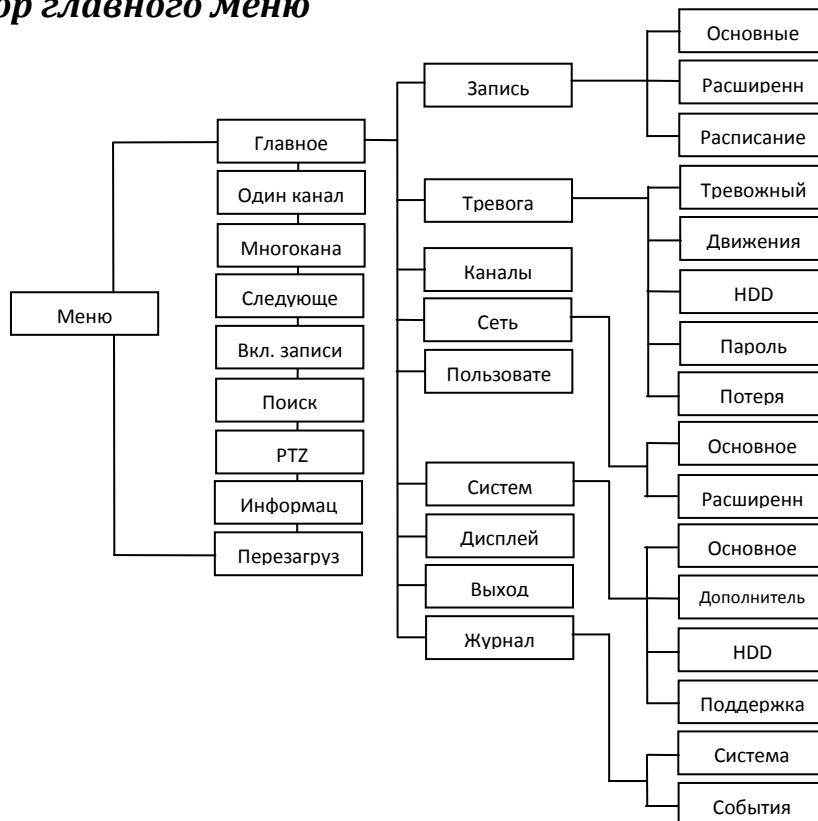 ор главного меню
Меню
Главное
Один канал
Многокана
Следующе
Вкл. записи
Поиск
PTZ
Информац
Перезагруз
Запись
Тревога
Каналы
Сеть
Пользовате
Систем
Дисплей
Выход
Журнал
Основные
Расширенн
Расписание
Тревожный
Движения
HDD
Пароль
Потеря
Основное
Расширенн
Основное
Дополнитель
HDD
Поддержка
Система
События